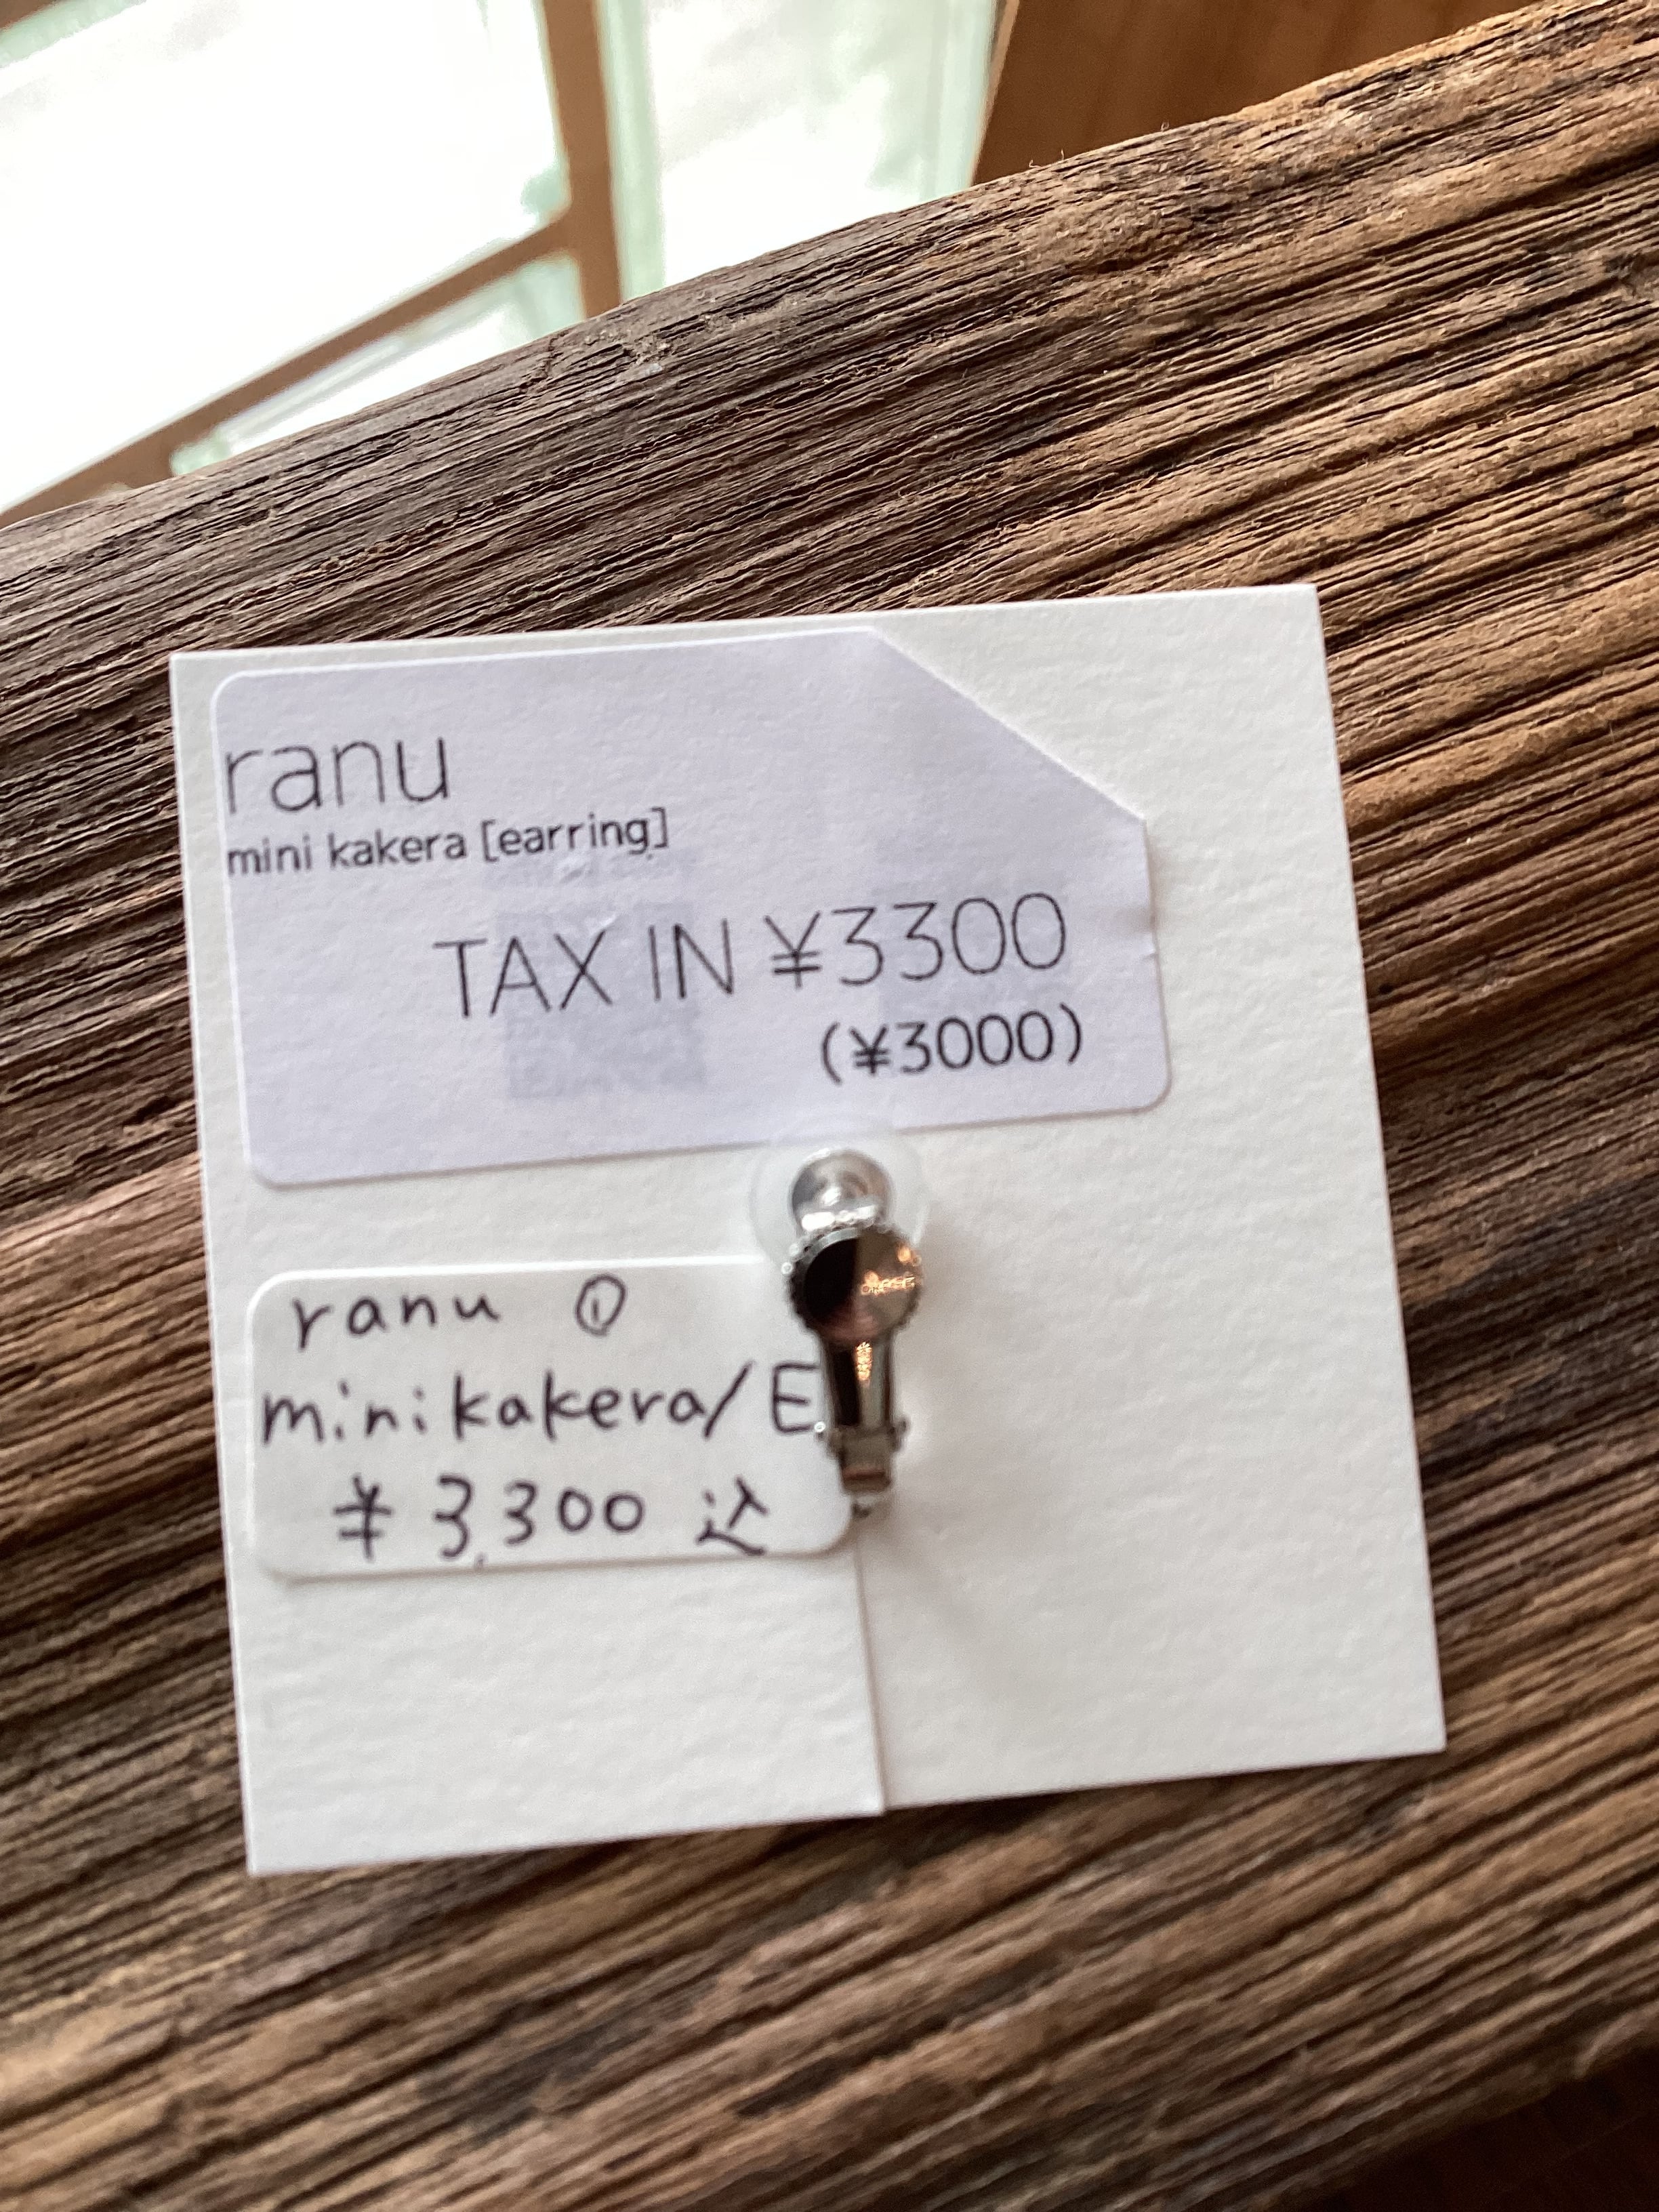 ranu
mini kakera [earring]
TAX IN ¥3300
(¥3000)
ranu ①
minikakera/E
¥3,300 込